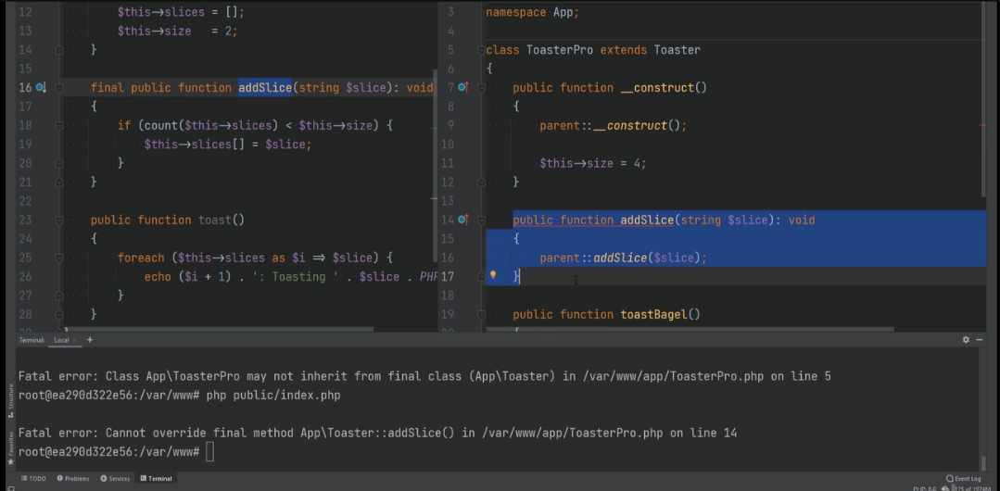 12 $this→slices = [];
13 $this→size = 2;
14 }
15
16 final public function addSlice(string $slice): void
17 {
18 if (count($this→slices) < $this→size) {
19 $this→slices[] = $slice;
20 }
21 }
22
23 public function toast()
24 {
25 foreach ($this→slices as $i ⇒ $slice) {
26 echo ($i + 1) . ': Toasting ' . $slice . PHP
27 }
28 }
3 namespace App;
4
5 class ToasterPro extends Toaster
6 {
7 public function __construct()
8 {
9 parent::__construct();
10
11 $this→size = 4;
12 }
13
14 public function addSlice(string $slice): void
15 {
16 parent::addSlice($slice);
17 }
18
19 public function toastBagel()
20 {
Terminal: Local × +
Fatal error: Class App\ToasterPro may not inherit from final class (App\Toaster) in /var/www/app/ToasterPro.php on line 5
root@ea290d322e56:/var/www# php public/index.php
Fatal error: Cannot override final method App\Toaster::addSlice() in /var/www/app/ToasterPro.php on line 14
root@ea290d322e56:/var/www#
Structure
Favorites
TODO Problems Services Terminal Event Log